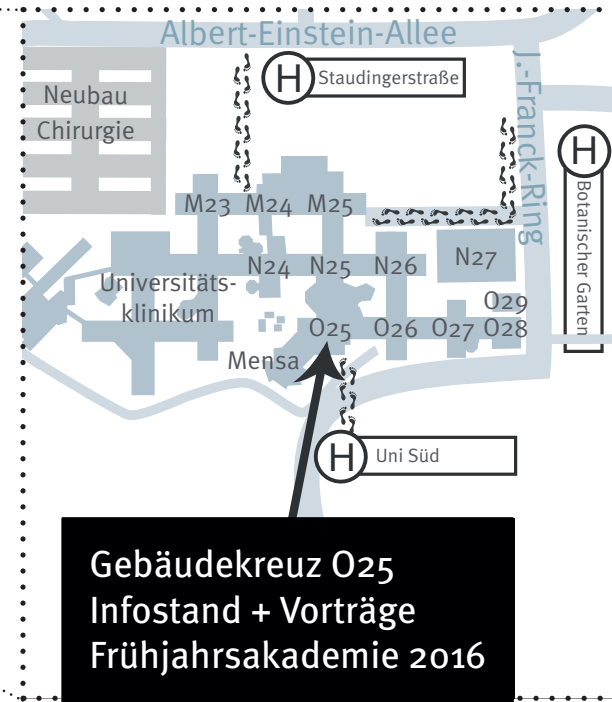 Albert-Einstein-Allee
H Staudingerstraße
Neubau
Chirurgie
J.-Franck-Ring
H
Botanischer Garten
M23 M24 M25
N24 N25 N26 N27
Universitäts-
klinikum
O29
O25 O26 O27 O28
Mensa
H Uni Süd
Gebäudekreuz O25
Infostand + Vorträge
Frühjahrsakademie 2016